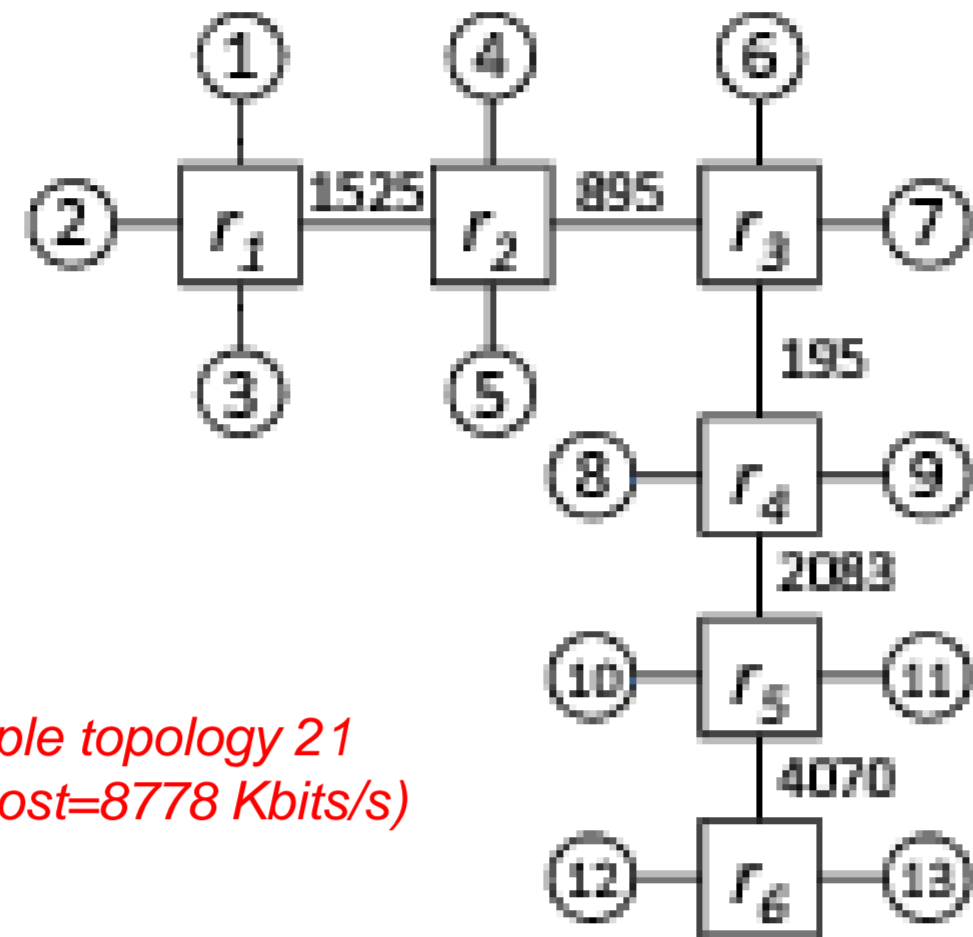 1 4 6
2 r1 1525 r2 895 r3 7
3 5
195
8 r4 9
2083
10 r5 11
ple topology 21
4070
ost=8778 Kbits/s)
12 r6 13